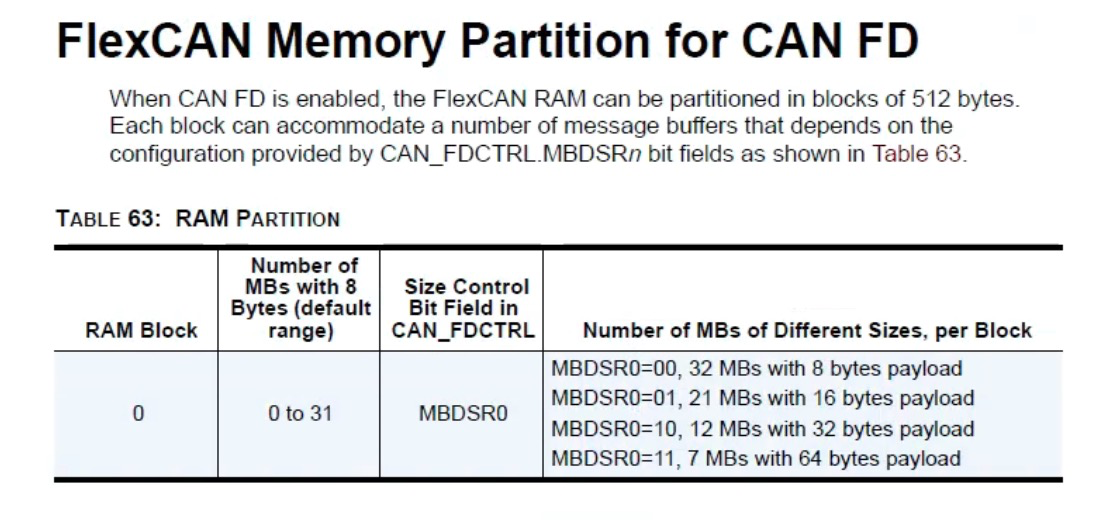 FlexCAN Memory Partition for CAN FD
When CAN FD is enabled, the FlexCAN RAM can be partitioned in blocks of 512 bytes.
Each block can accommodate a number of message buffers that depends on the
configuration provided by CAN_FDCTRL.MBDSRn bit fields as shown in Table 63.
TABLE 63: RAM PARTITION
RAM Block
Number of
MBs with 8
Bytes (default
range)
Size Control
Bit Field in
CAN_FDCTRL
Number of MBs of Different Sizes, per Block
0
0 to 31
MBDSR0
MBDSR0=00, 32 MBs with 8 bytes payload
MBDSR0=01, 21 MBs with 16 bytes payload
MBDSR0=10, 12 MBs with 32 bytes payload
MBDSR0=11, 7 MBs with 64 bytes payload